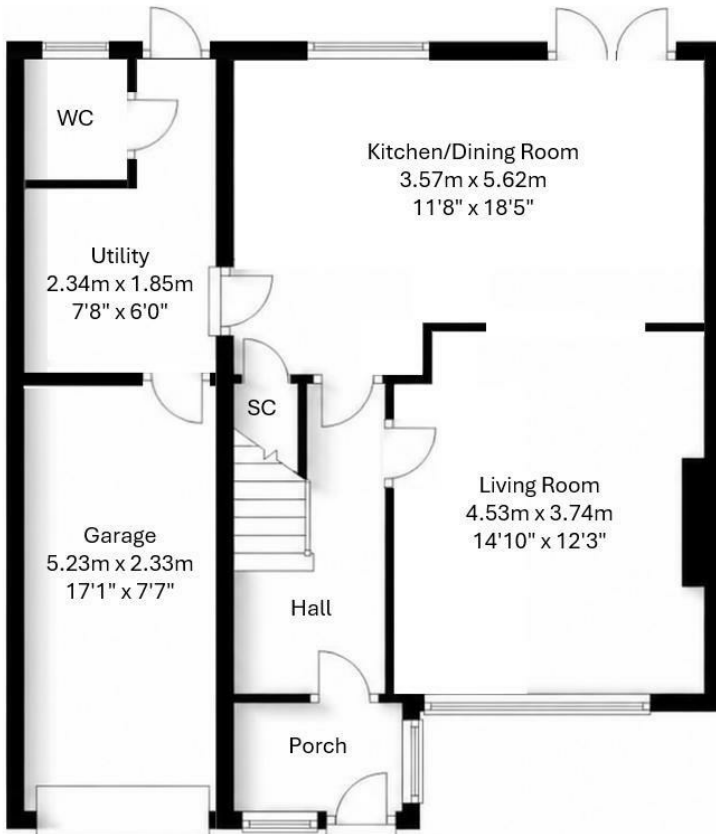 WC
Kitchen/Dining Room
3.57m x 5.62m
11'8" x 18'5"
Utility
2.34m x 1.85m
7'8" x 6'0"
SC
Living Room
4.53m x 3.74m
14'10" x 12'3"
Garage
5.23m x 2.33m
17'1" x 7'7"
Hall
Porch